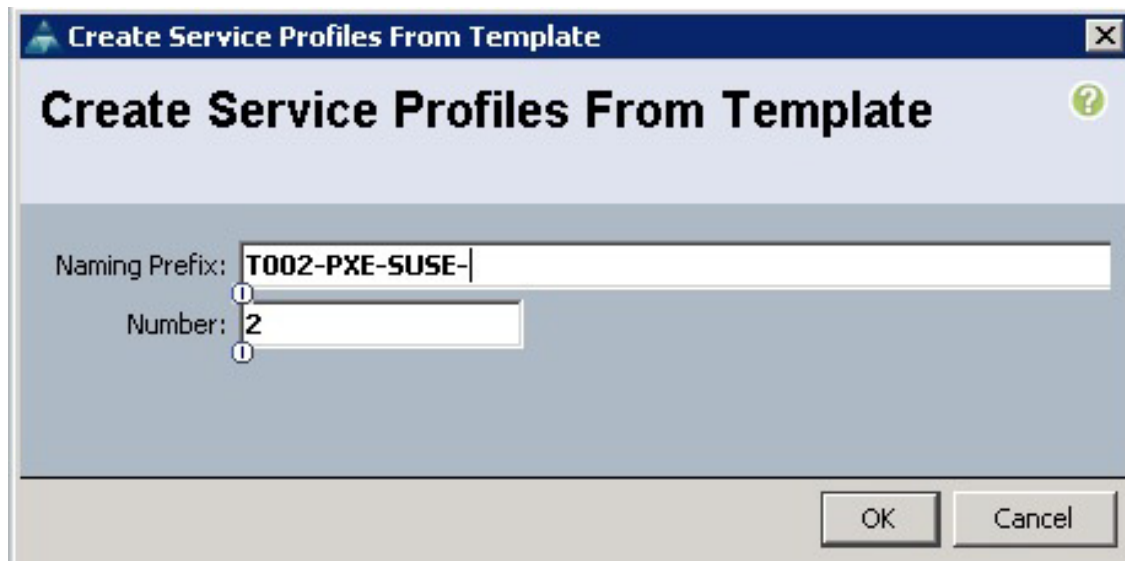 Create Service Profiles From Template
Create Service Profiles From Template
?
Naming Prefix: T002-PXE-SUSE-
Number: 2
OK Cancel